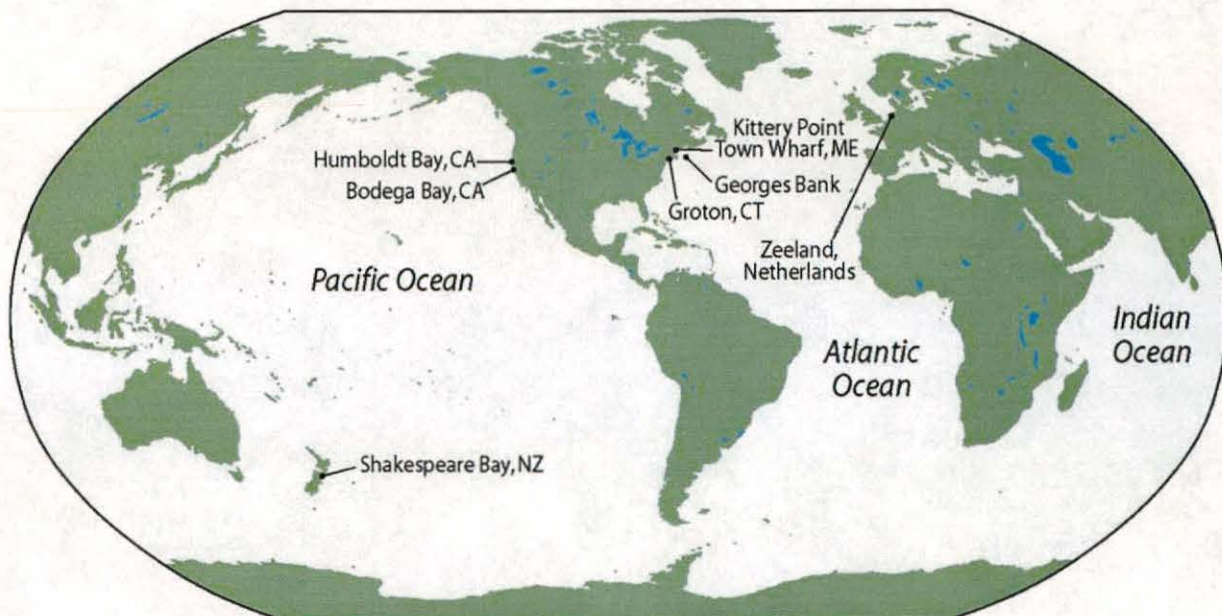 Kittery Point
Town Wharf, ME
Humboldt Bay, CA
Bodega Bay, CA
Georges Bank
Groton, CT
Zeeland,
Netherlands
Pacific Ocean
Atlantic
Ocean
Indian
Ocean
Shakespeare Bay, NZ